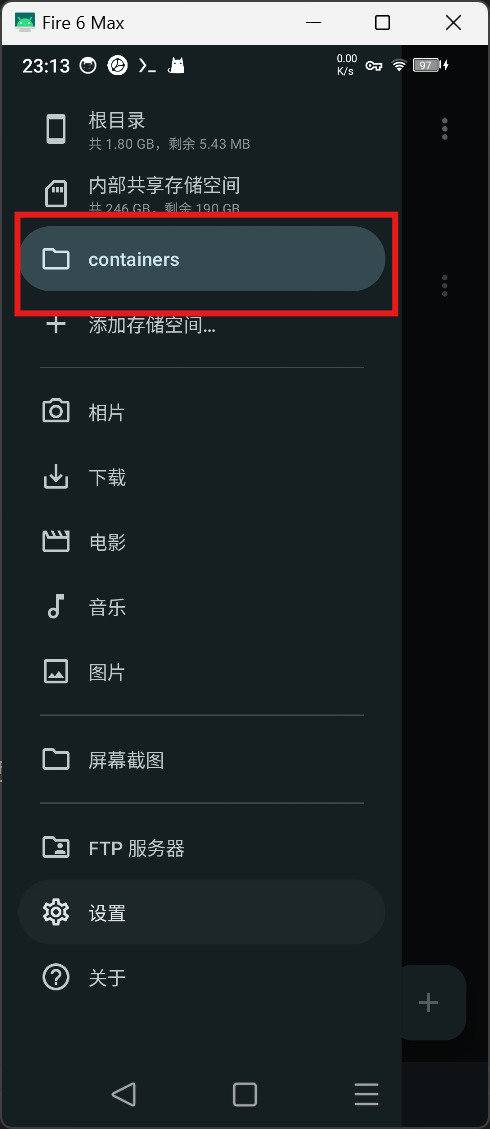 Fire 6 Max
23:13
0.00
K/s
97
根目录
共 1.80 GB，剩余 5.43 MB
内部共享存储空间
共 246 GB，剩余 190 GB
containers
添加存储空间...
相片
下载
电影
音乐
图片
屏幕截图
FTP 服务器
设置
关于